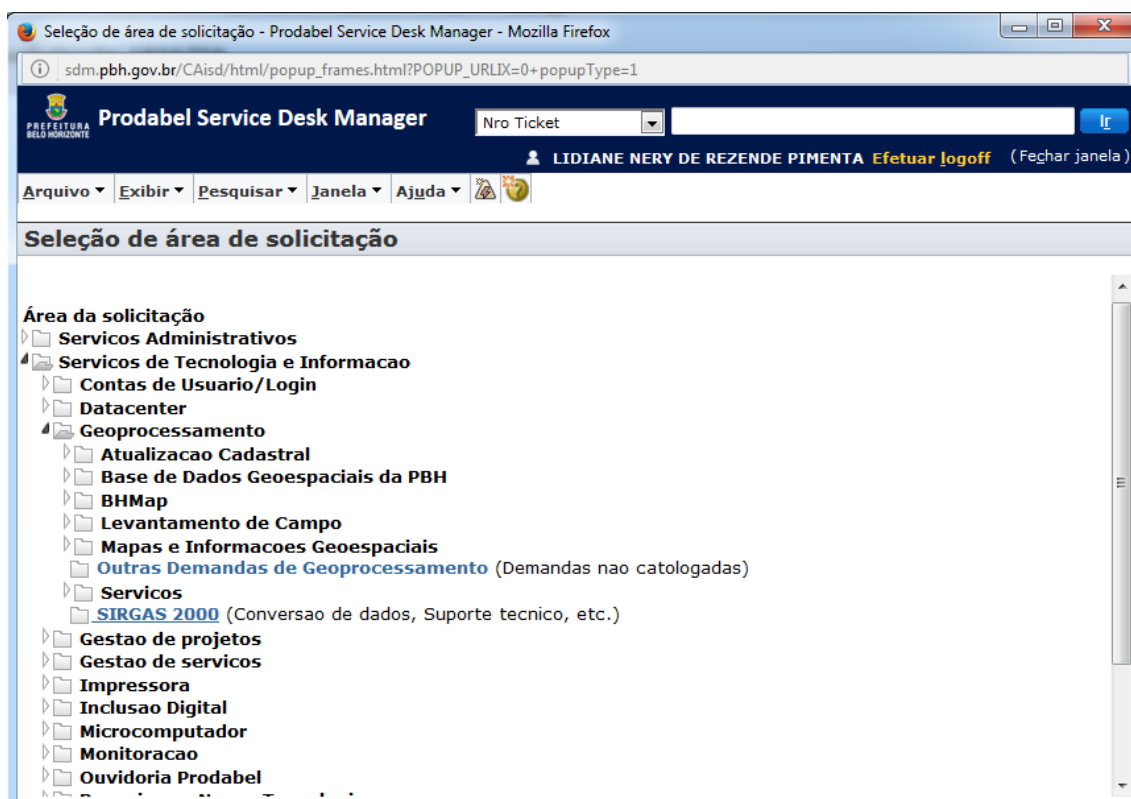 Seleção de área de solicitação - Prodabel Service Desk Manager - Mozilla Firefox
sdm.pbh.gov.br/CAisd/html/popup_frames.html?POPUP_URLIX=0+popupType=1
PREFEITURA
BELO HORIZONTE
Prodabel Service Desk Manager
Nro Ticket
Ir
LIDIANE NERY DE REZENDE PIMENTA Efetuar logoff (Fechar janela)
Arquivo Exibir Pesquisar Janela Ajuda
Seleção de área de solicitação
Área da solicitação
Servicos Administrativos
Servicos de Tecnologia e Informacao
Contas de Usuario/Login
Datacenter
Geoprocessamento
Atualizacao Cadastral
Base de Dados Geoespaciais da PBH
BHMap
Levantamento de Campo
Mapas e Informacoes Geoespaciais
Outras Demandas de Geoprocessamento (Demandas nao catologadas)
Servicos
SIRGAS 2000 (Conversao de dados, Suporte tecnico, etc.)
Gestao de projetos
Gestao de servicos
Impressora
Inclusao Digital
Microcomputador
Monitoracao
Ouvidoria Prodabel